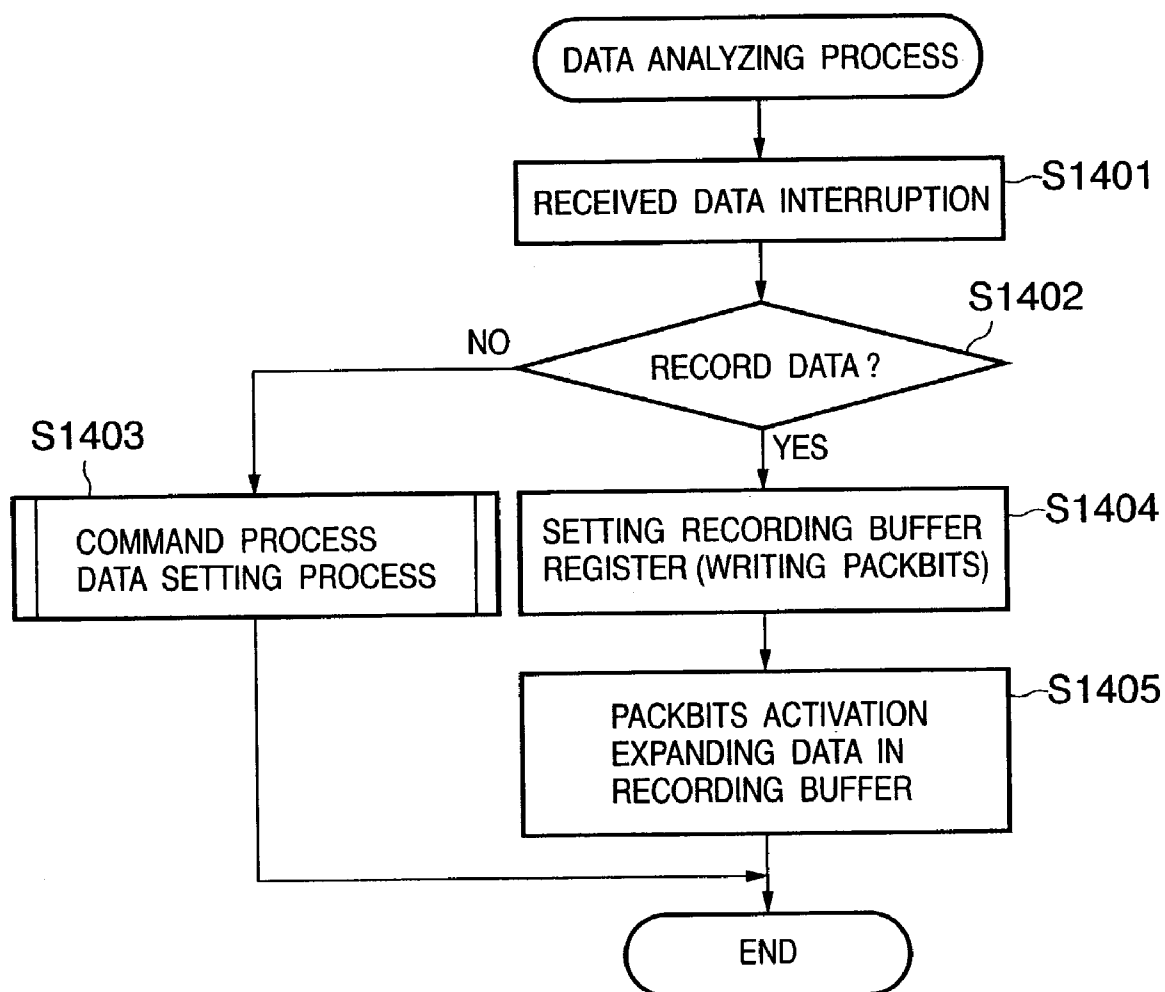 DATA ANALYZING PROCESS
S1401
RECEIVED DATA INTERRUPTION
S1402
NO
RECORD DATA?
S1403
YES
COMMAND PROCESS
DATA SETTING PROCESS
S1404
SETTING RECORDING BUFFER
REGISTER (WRITING PACKBITS)
S1405
PACKBITS ACTIVATION
EXPANDING DATA IN
RECORDING BUFFER
END